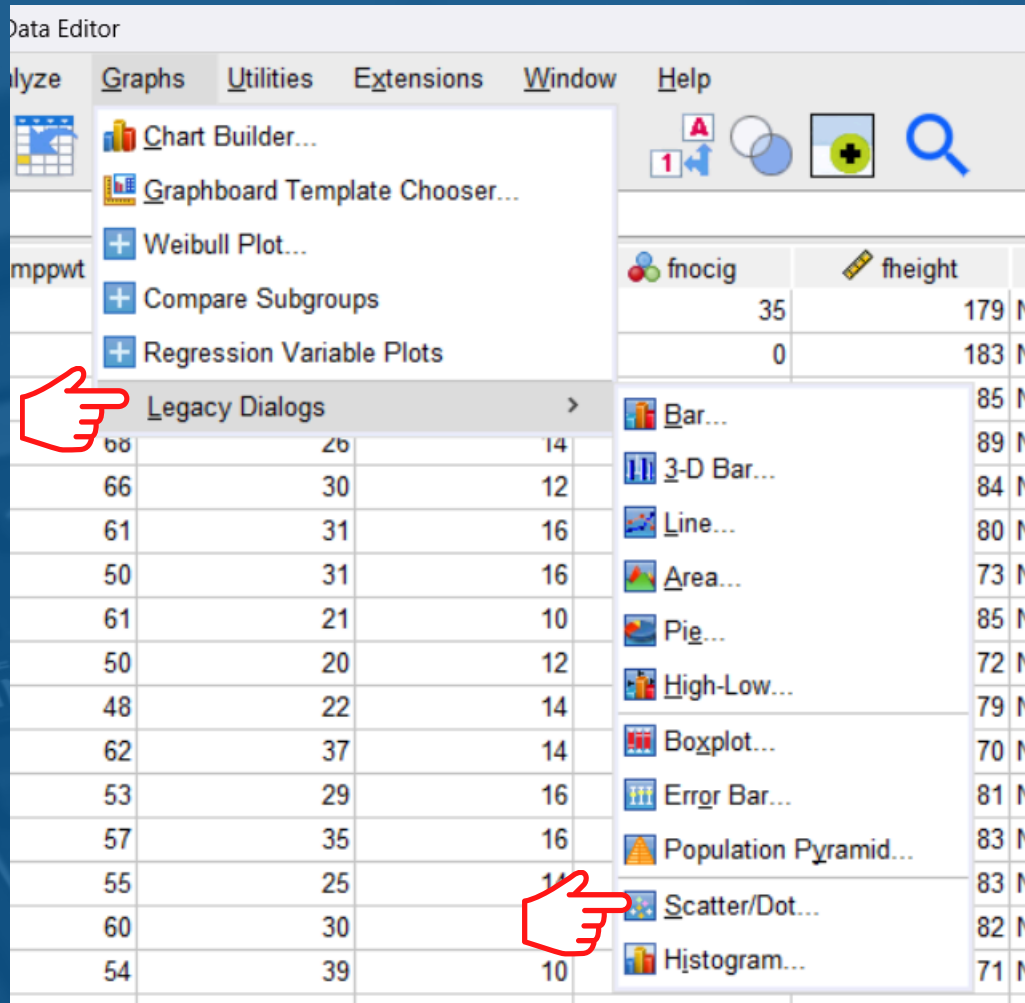 Data Editor
alyze Graphs Utilities Extensions Window Help
Chart Builder...
A
1
Graphboard Template Chooser...
Weibull Plot...
mppwt fnocig fheight
Compare Subgroups 35 179
Regression Variable Plots 0 183
Legacy Dialogs > Bar... 85
68 26 14 89
3-D Bar...
66 30 12 84
61 31 16 Line... 80
50 31 16 Area... 73
61 21 10 Pie... 85
50 20 12 72
High-Low...
48 22 14 79
62 37 14 Boxplot... 70
53 29 16 Error Bar... 81
57 35 16 Population Pyramid... 83
55 25 14 83
Scatter/Dot...
60 30 82
54 39 10 Histogram... 71